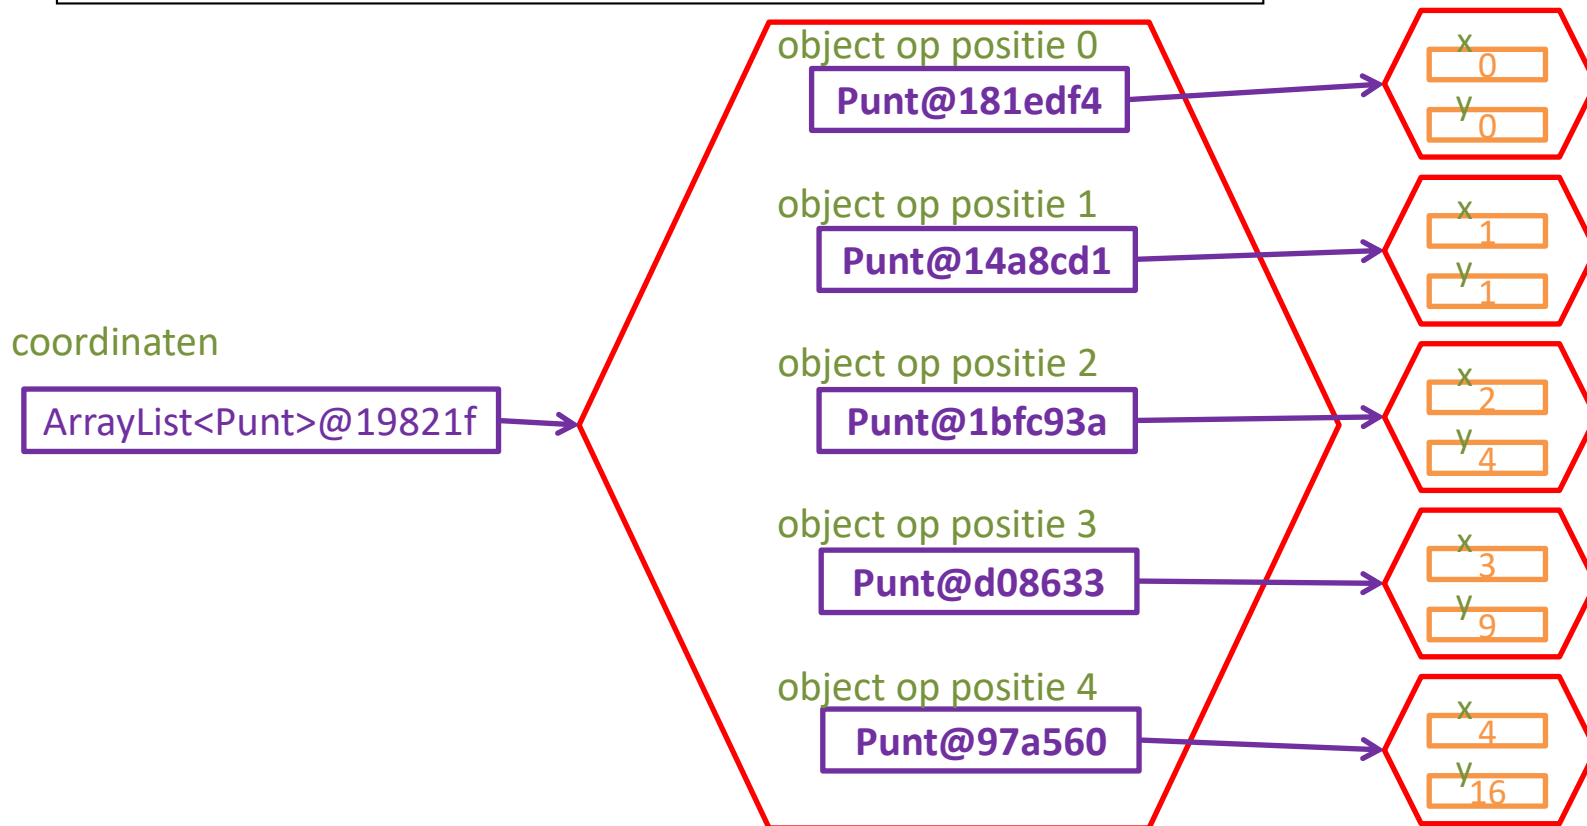 object op positie 0
Punt@181edf4
x
0
y
0
object op positie 1
Punt@14a8cd1
x
1
y
1
coordinaten
ArrayList<Punt>@19821f
object op positie 2
Punt@1bfc93a
x
2
y
4
object op positie 3
Punt@d08633
x
3
y
9
object op positie 4
Punt@97a560
x
4
y
16